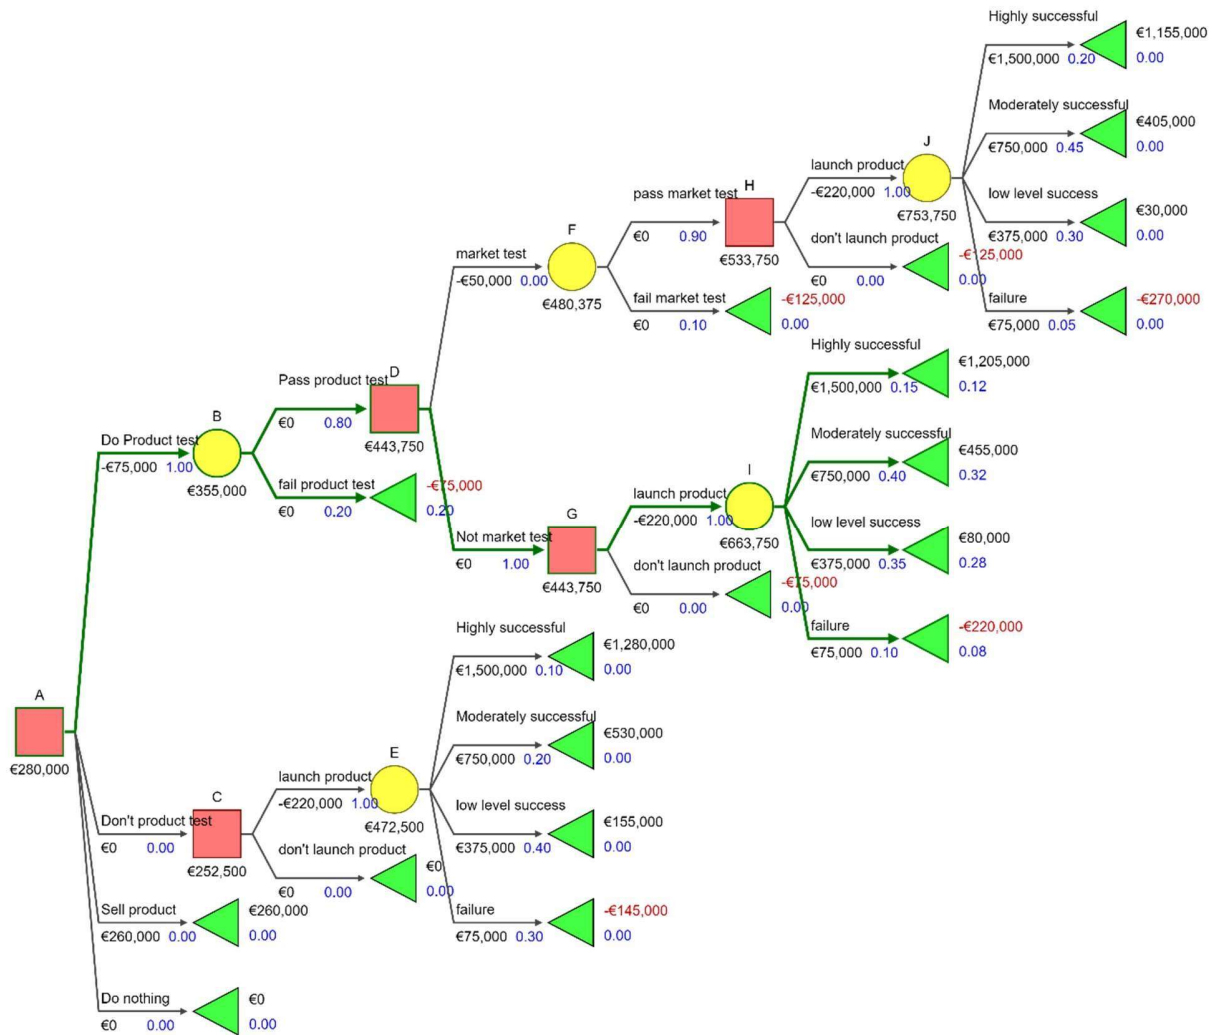 Highly successful
€1,155,000
€1,500,000 0.20 0.00
Moderately successful
€405,000
J
€750,000 0.45 0.00
launch product
H
pass market test -€220,000 1.00
low level success
€30,000
€753,750
€375,000 0.30 0.00
F
€0 0.90
don't launch product
market test
-€125,000
€533,750
-€50,000 0.00
€0 0.00 0.00
fail market test
-€125,000
failure
-€270,000
€480,375
€0 0.10 0.00
€75,000 0.05 0.00
Highly successful
€1,205,000
D
Pass product test
€1,500,000 0.15 0.12
B
€0 0.80
Moderately successful
€455,000
Do Product test
€443,750
-€75,000 1.00
€750,000 0.40 0.32
I
fail product test
-€75,000
launch product
€355,000
€0 0.20 0.20
G
-€220,000 1.00
low level success
€80,000
Not market test
€663,750
€0 1.00
€375,000 0.35 0.28
don't launch product
-€75,000
€443,750
€0 0.00 0.00
failure
-€220,000
Highly successful
€1,280,000
€75,000 0.10 0.08
€1,500,000 0.10 0.00
A
Moderately successful
€530,000
E
€750,000 0.20 0.00
€280,000
launch product
C
-€220,000 1.00
low level success
€155,000
Don't product test
€472,500
€0 0.00
€375,000 0.40 0.00
don't launch product
€0
€252,500
€0 0.00 0.00
Sell product
€260,000
failure
-€145,000
€260,000 0.00 0.00
€75,000 0.30 0.00
Do nothing
€0
€0 0.00 0.00